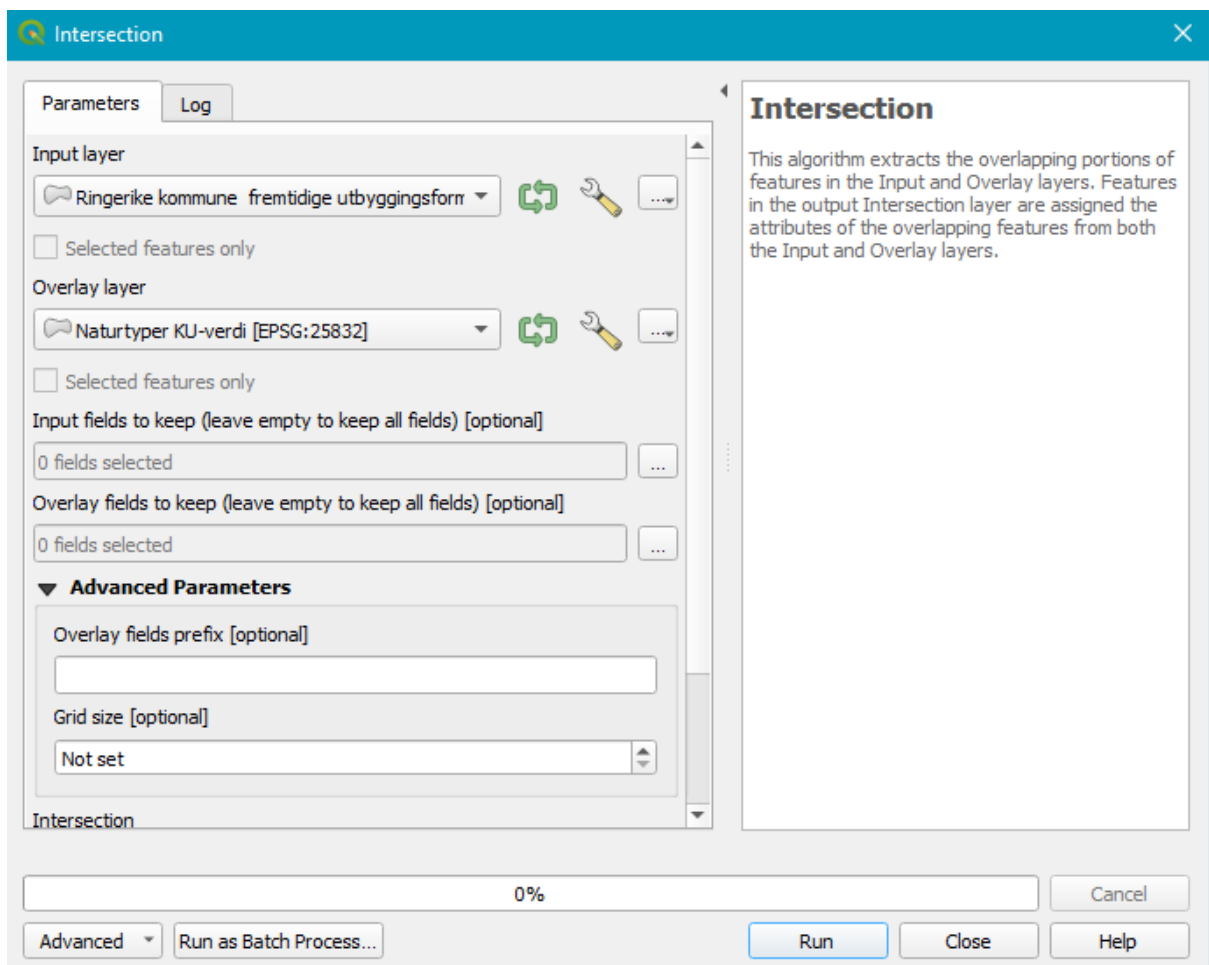 Intersection
Parameters
Log
Input layer
Ringerike kommune fremtidige utbyggingsform
...
Selected features only
Overlay layer
Naturtyper KU-verdi [EPSG:25832]
...
Selected features only
Input fields to keep (leave empty to keep all fields) [optional]
0 fields selected
...
Overlay fields to keep (leave empty to keep all fields) [optional]
0 fields selected
...
Advanced Parameters
Overlay fields prefix [optional]
Grid size [optional]
Not set
Intersection
Intersection
This algorithm extracts the overlapping portions of
features in the Input and Overlay layers. Features
in the output Intersection layer are assigned the
attributes of the overlapping features from both
the Input and Overlay layers.
0%
Cancel
Advanced
Run as Batch Process...
Run
Close
Help